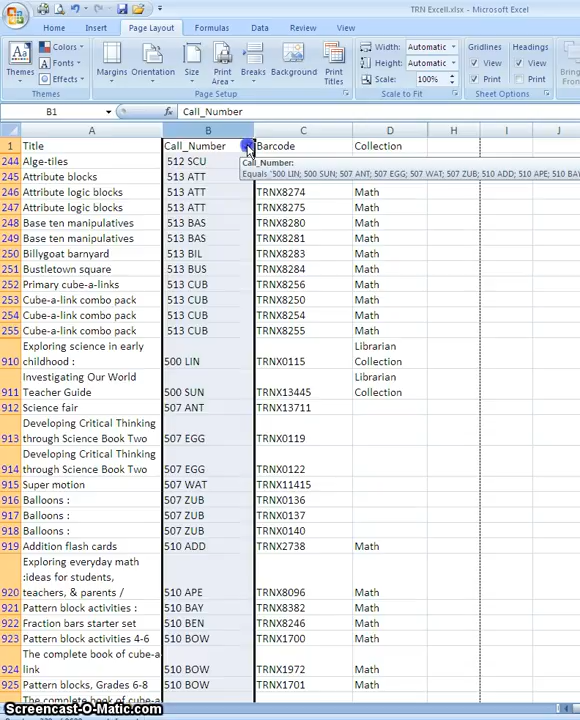 TRN Excell.xlsx - Microsoft Excel
Home Insert Page Layout Formulas Data Review View
Colors Fonts Effects Themes
Margins Orientation Size Print Area Breaks Background Print Titles
Width: Automatic
Height: Automatic
Scale: 100%
Gridlines Headings
View View
Print Print
Bring Fron
Themes Page Setup Scale to Fit Sheet Options
B1 fx Call_Number
A B C D H I J
1 Title Call_Number Barcode Collection
Call_Number:
Equals "500 LIN; 500 SUN; 507 ANT; 507 EGG; 507 WAT; 507 ZUB; 510 ADD; 510 APE; 510 BAY
244 Alge-tiles 512 SCU
245 Attribute blocks 513 ATT
246 Attribute logic blocks 513 ATT TRNX8274 Math
247 Attribute logic blocks 513 ATT TRNX8275 Math
248 Base ten manipulatives 513 BAS TRNX8280 Math
249 Base ten manipulatives 513 BAS TRNX8281 Math
250 Billygoat barnyard 513 BIL TRNX8283 Math
251 Bustletown square 513 BUS TRNX8284 Math
252 Primary cube-a-links 513 CUB TRNX8256 Math
253 Cube-a-link combo pack 513 CUB TRNX8250 Math
254 Cube-a-link combo pack 513 CUB TRNX8254 Math
255 Cube-a-link combo pack 513 CUB TRNX8255 Math
Exploring science in early Librarian
910 childhood : 500 LIN TRNX0115 Collection
Investigating Our World Librarian
911 Teacher Guide 500 SUN TRNX13445 Collection
912 Science fair 507 ANT TRNX13711
Developing Critical Thinking
913 through Science Book Two 507 EGG TRNX0119
Developing Critical Thinking
914 through Science Book Two 507 EGG TRNX0122
915 Super motion 507 WAT TRNX11415
916 Balloons : 507 ZUB TRNX0136
917 Balloons : 507 ZUB TRNX0137
918 Balloons : 507 ZUB TRNX0140
919 Addition flash cards 510 ADD TRNX2738 Math
Exploring everyday math
:ideas for students,
920 teachers, & parents / 510 APE TRNX8096 Math
921 Pattern block activities : 510 BAY TRNX8382 Math
922 Fraction bars starter set 510 BEN TRNX8246 Math
923 Pattern block activities 4-6 510 BOW TRNX1700 Math
The complete book of cube-a
924 link 510 BOW TRNX1972 Math
925 Pattern blocks, Grades 6-8 510 BOW TRNX1701 Math
The complete book of cube-a
Screencast-O-Matic.com